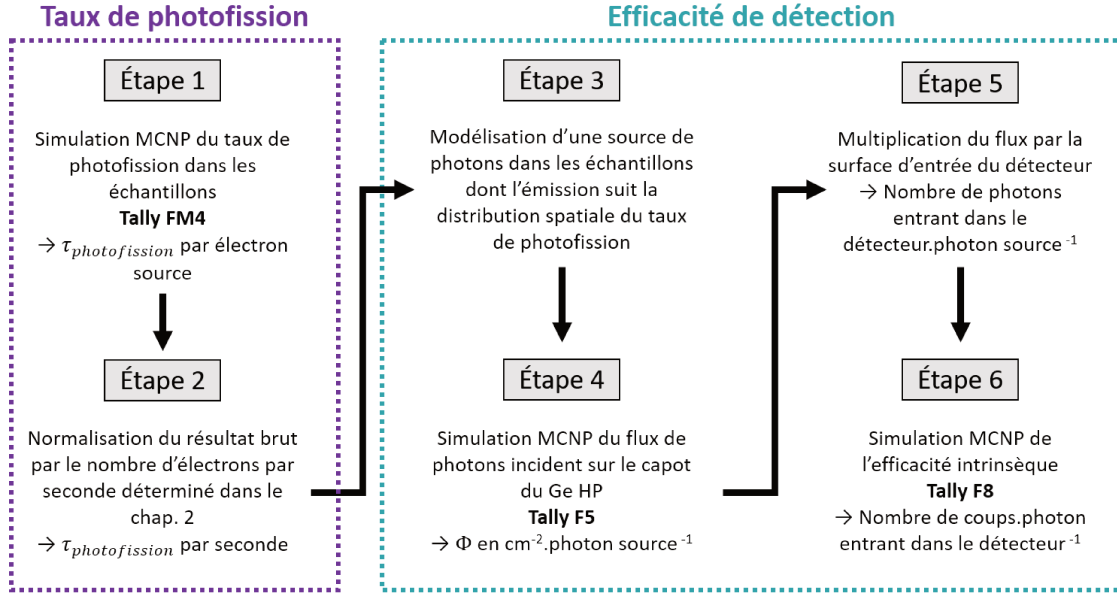 Taux de photofission
Étape 1
Simulation MCNP du taux de
photofission dans les
échantillons
Tally FM4
→ τphotofission par électron
source
Étape 2
Normalisation du résultat brut
par le nombre d’électrons par
seconde déterminé dans le
chap. 2
→ τphotofission par seconde
Efficacité de détection
Étape 3
Modélisation d’une source de
photons dans les échantillons
dont l’émission suit la
distribution spatiale du taux
de photofission
Étape 4
Simulation MCNP du flux de
photons incident sur le capot
du Ge HP
Tally F5
→ Φ en cm⁻².photon source ⁻¹
Étape 5
Multiplication du flux par la
surface d’entrée du détecteur
→ Nombre de photons
entrant dans le
détecteur.photon source ⁻¹
Étape 6
Simulation MCNP de
l’efficacité intrinsèque
Tally F8
→ Nombre de coups.photon
entrant dans le détecteur ⁻¹